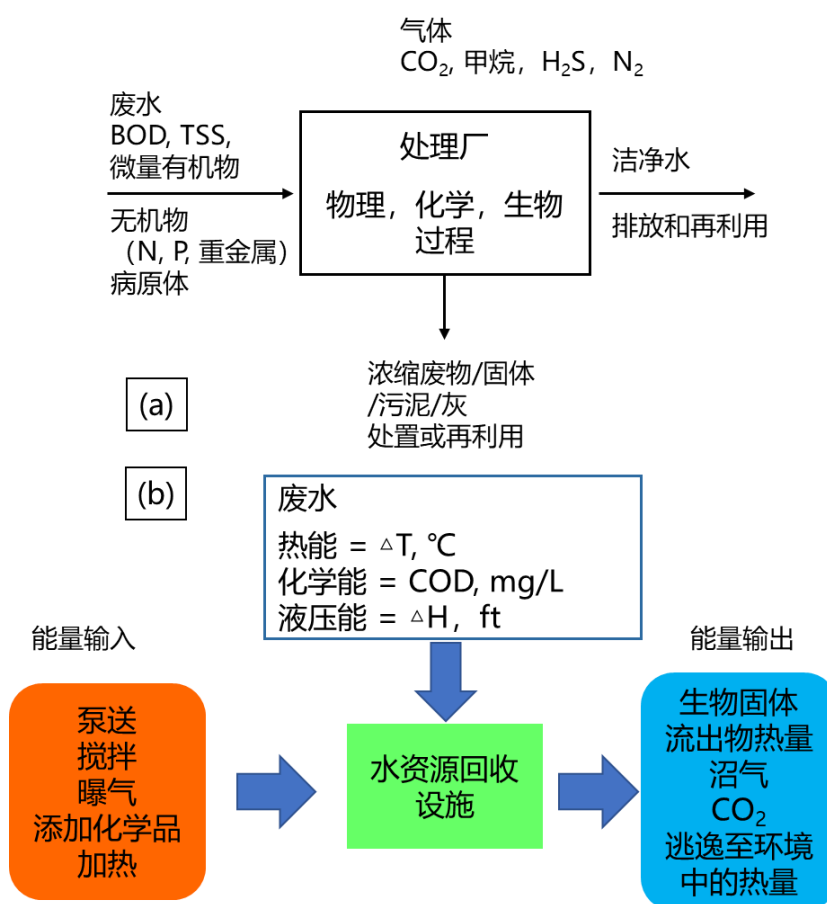 气体
CO₂, 甲烷，H₂S，N₂
废水
BOD, TSS,
微量有机物
无机物
（N, P, 重金属）
病原体
处理厂
物理，化学，生物
过程
洁净水
排放和再利用
浓缩废物/固体
/污泥/灰
处置或再利用
(a)
(b)
废水
热能 = △T, ℃
化学能 = COD, mg/L
液压能 = △H，ft
能量输入
泵送
搅拌
曝气
添加化学品
加热
水资源回收
设施
能量输出
生物固体
流出物热量
沼气
CO₂
逃逸至环境
中的热量